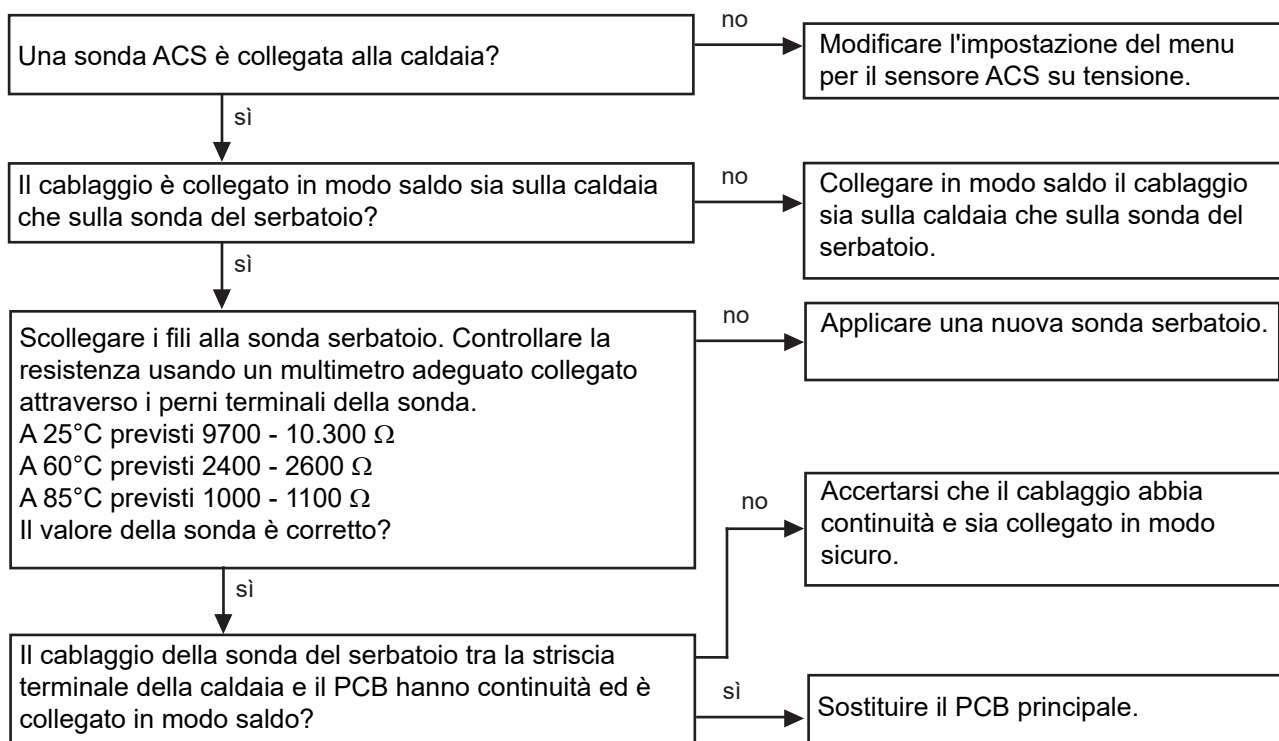 Una sonda ACS è collegata alla caldaia?
no
Modificare l'impostazione del menu
per il sensore ACS su tensione.
sì
Il cablaggio è collegato in modo saldo sia sulla caldaia
che sulla sonda del serbatoio?
no
Collegare in modo saldo il cablaggio
sia sulla caldaia che sulla sonda del
serbatoio.
sì
Scollegare i fili alla sonda serbatoio. Controllare la
resistenza usando un multimetro adeguato collegato
attraverso i perni terminali della sonda.
A 25°C previsti 9700 - 10.300 Ω
A 60°C previsti 2400 - 2600 Ω
A 85°C previsti 1000 - 1100 Ω
Il valore della sonda è corretto?
no
Applicare una nuova sonda serbatoio.
sì
Il cablaggio della sonda del serbatoio tra la striscia
terminale della caldaia e il PCB hanno continuità ed è
collegato in modo saldo?
no
Accertarsi che il cablaggio abbia
continuità e sia collegato in modo
sicuro.
sì
Sostituire il PCB principale.